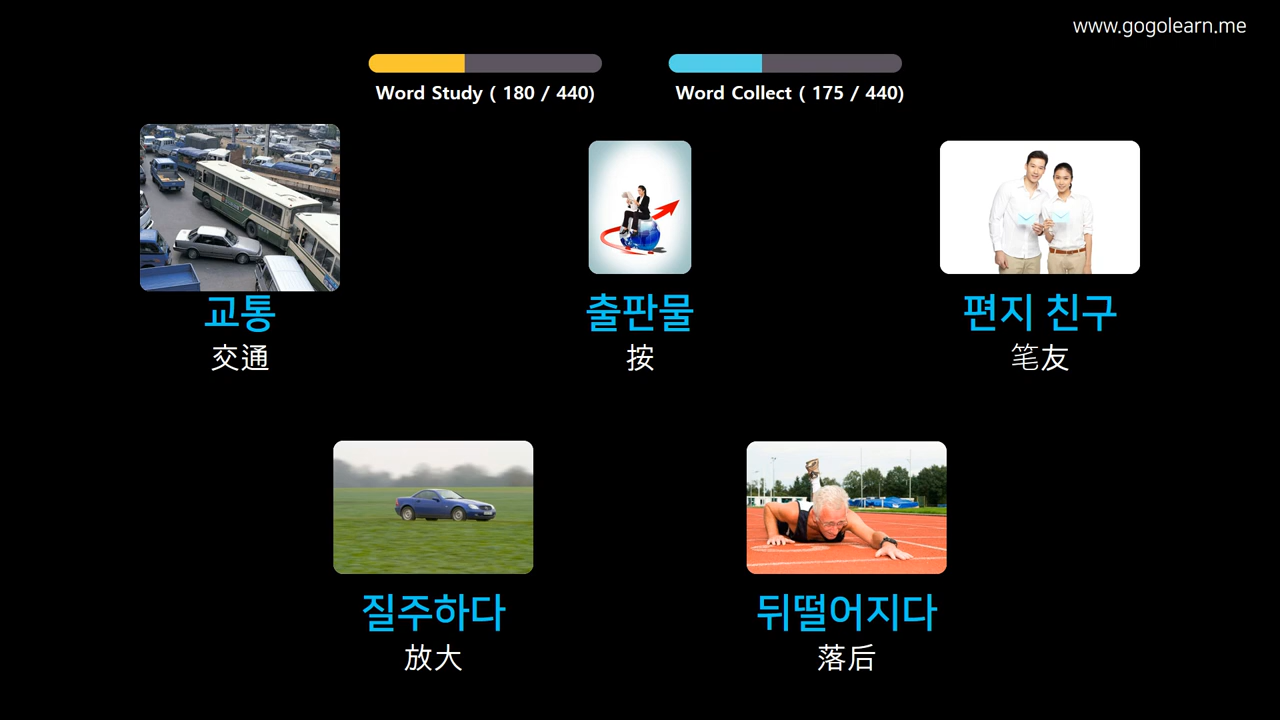 www.gogolearn.me
Word Study ( 180 / 440)
Word Collect ( 175 / 440)
교통
交通
출판물
按
편지 친구
笔友
질주하다
放大
뒤떨어지다
落后